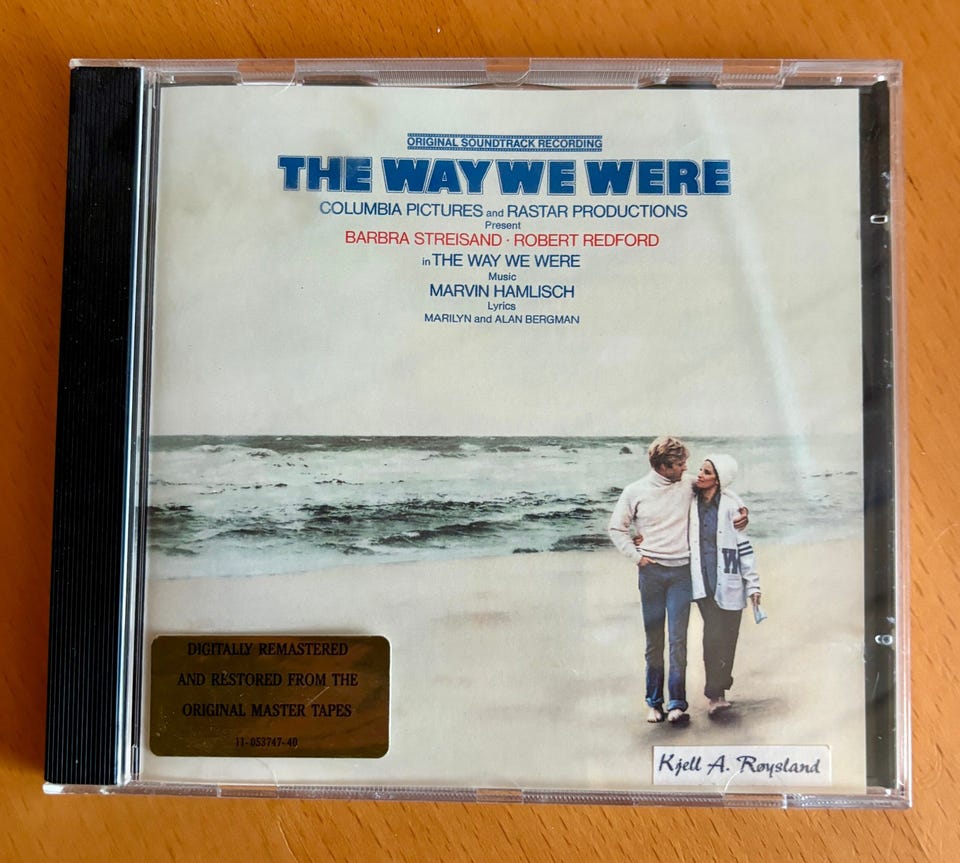 ORIGINAL SOUNDTRACK RECORDING
THE WAY WE WERE
COLUMBIA PICTURES and RASTAR PRODUCTIONS
Present
BARBRA STREISAND · ROBERT REDFORD
in THE WAY WE WERE
Music
MARVIN HAMLISCH
Lyrics
MARILYN and ALAN BERGMAN
W
DIGITALLY REMASTERED
AND RESTORED FROM THE
ORIGINAL MASTER TAPES
11-053747-40
Kjell A. Røysland